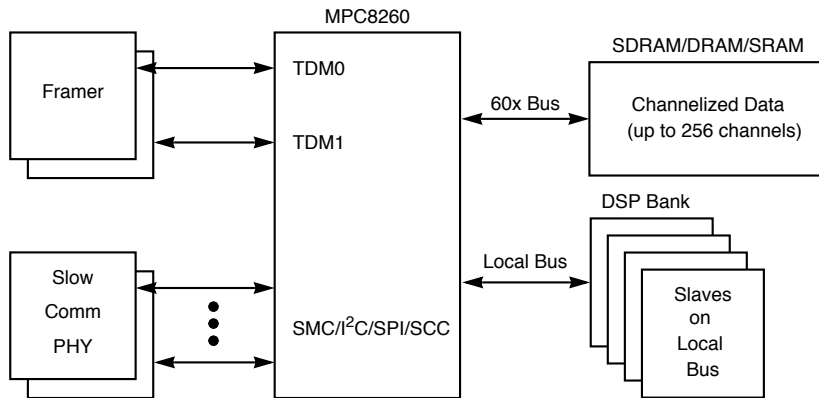 MPC8260
Framer
TDM0
TDM1
Slow
Comm
PHY
SMC/I²C/SPI/SCC
60x Bus
SDRAM/DRAM/SRAM
Channelized Data
(up to 256 channels)
Local Bus
DSP Bank
Slaves
on
Local
Bus